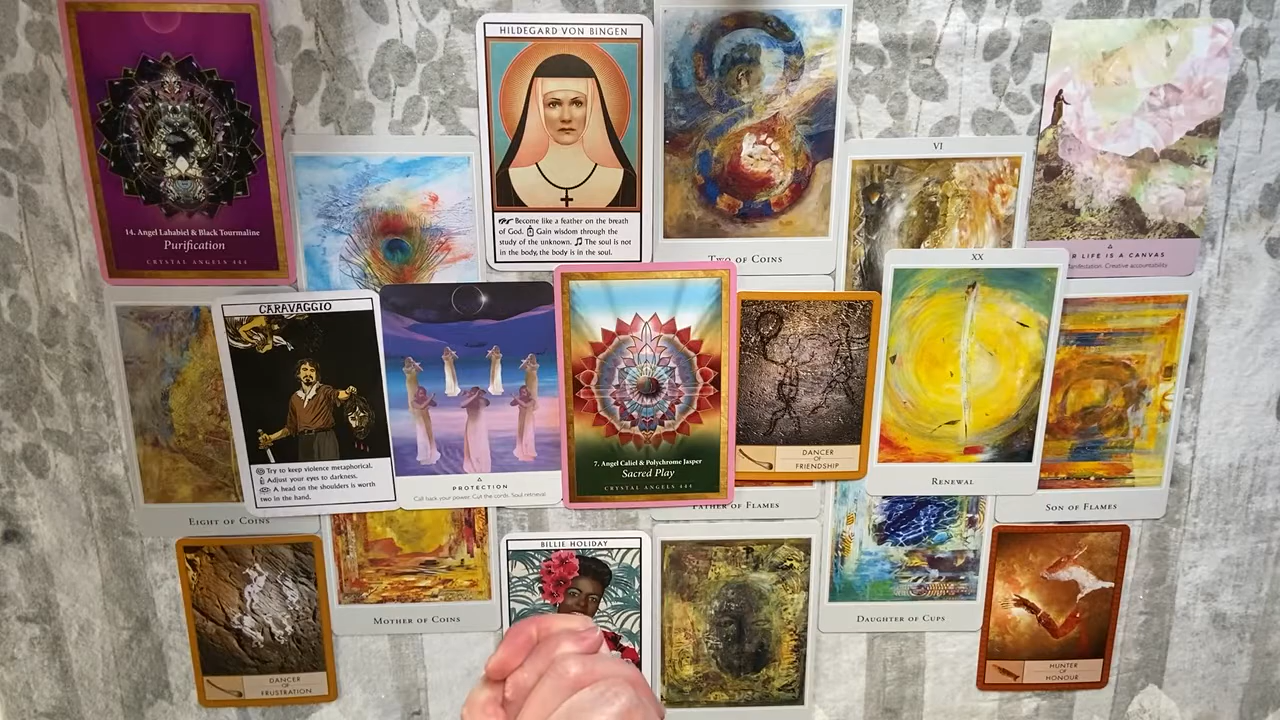 HILDEGARD VON BINGEN
Become like a feather on the breath
of God. Gain wisdom through the
study of the unknown. The soul is not
in the body, the body is in the soul.
14. Angel Lahabiel & Black Tourmaline
Purification
CRYSTAL ANGELS 444
TWO OF COINS
VI
R LIFE IS A CANVAS
Manifestation. Creative accountability.
CARAVAGGIO
Try to keep violence metaphorical.
Adjust your eyes to darkness.
A head on the shoulders is worth
two in the hand.
PROTECTION
Call back your power. Cut the cords. Soul retrieval.
7. Angel Caliel & Polychrome Jasper
Sacred Play
CRYSTAL ANGELS 444
DANCER
OF
FRIENDSHIP
XX
RENEWAL
EIGHT OF COINS
FATHER OF FLAMES
SON OF FLAMES
DANCER
OF
FRUSTRATION
MOTHER OF COINS
BILLIE HOLIDAY
DAUGHTER OF CUPS
HUNTER
OF
HONOUR